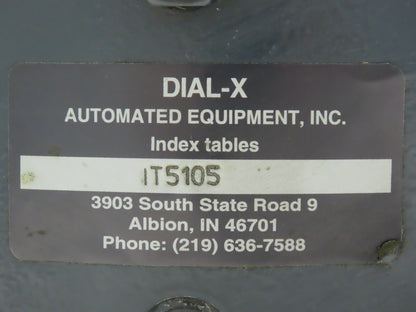 DIAL-X
AUTOMATED EQUIPMENT, INC.
Index tables
IT5105
3903 South State Road 9
Albion, IN 46701
Phone: (219) 636-7588